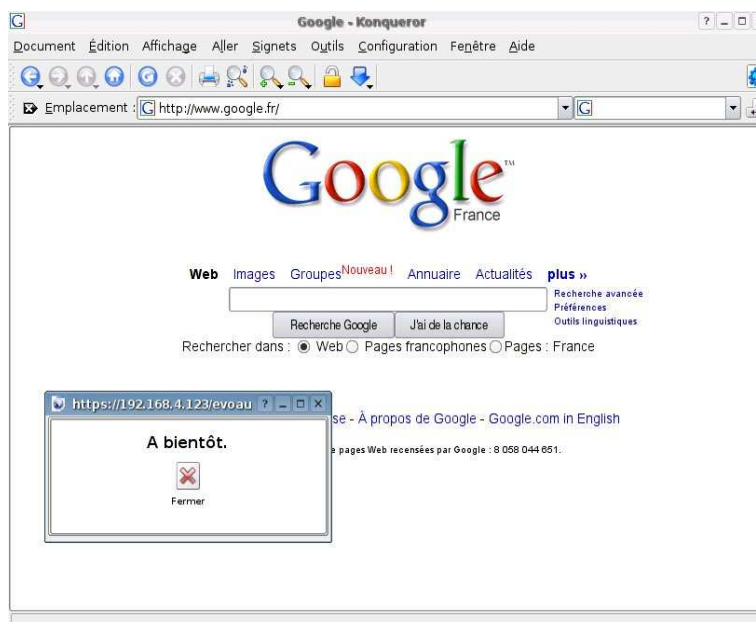 Google - Konqueror
Document Édition Affichage Aller Signets Outils Configuration Fenêtre Aide
Emplacement : http://www.google.fr/
Google™
France
Web Images Groupes Nouveau ! Annuaire Actualités plus »
Recherche avancée
Préférences
Outils linguistiques
Recherche Google J'ai de la chance
Rechercher dans : Web Pages francophones Pages : France
https://192.168.4.123/evoau
se - À propos de Google - Google.com in English
A bientôt.
e pages Web recensées par Google : 8 058 044 651.
Fermer